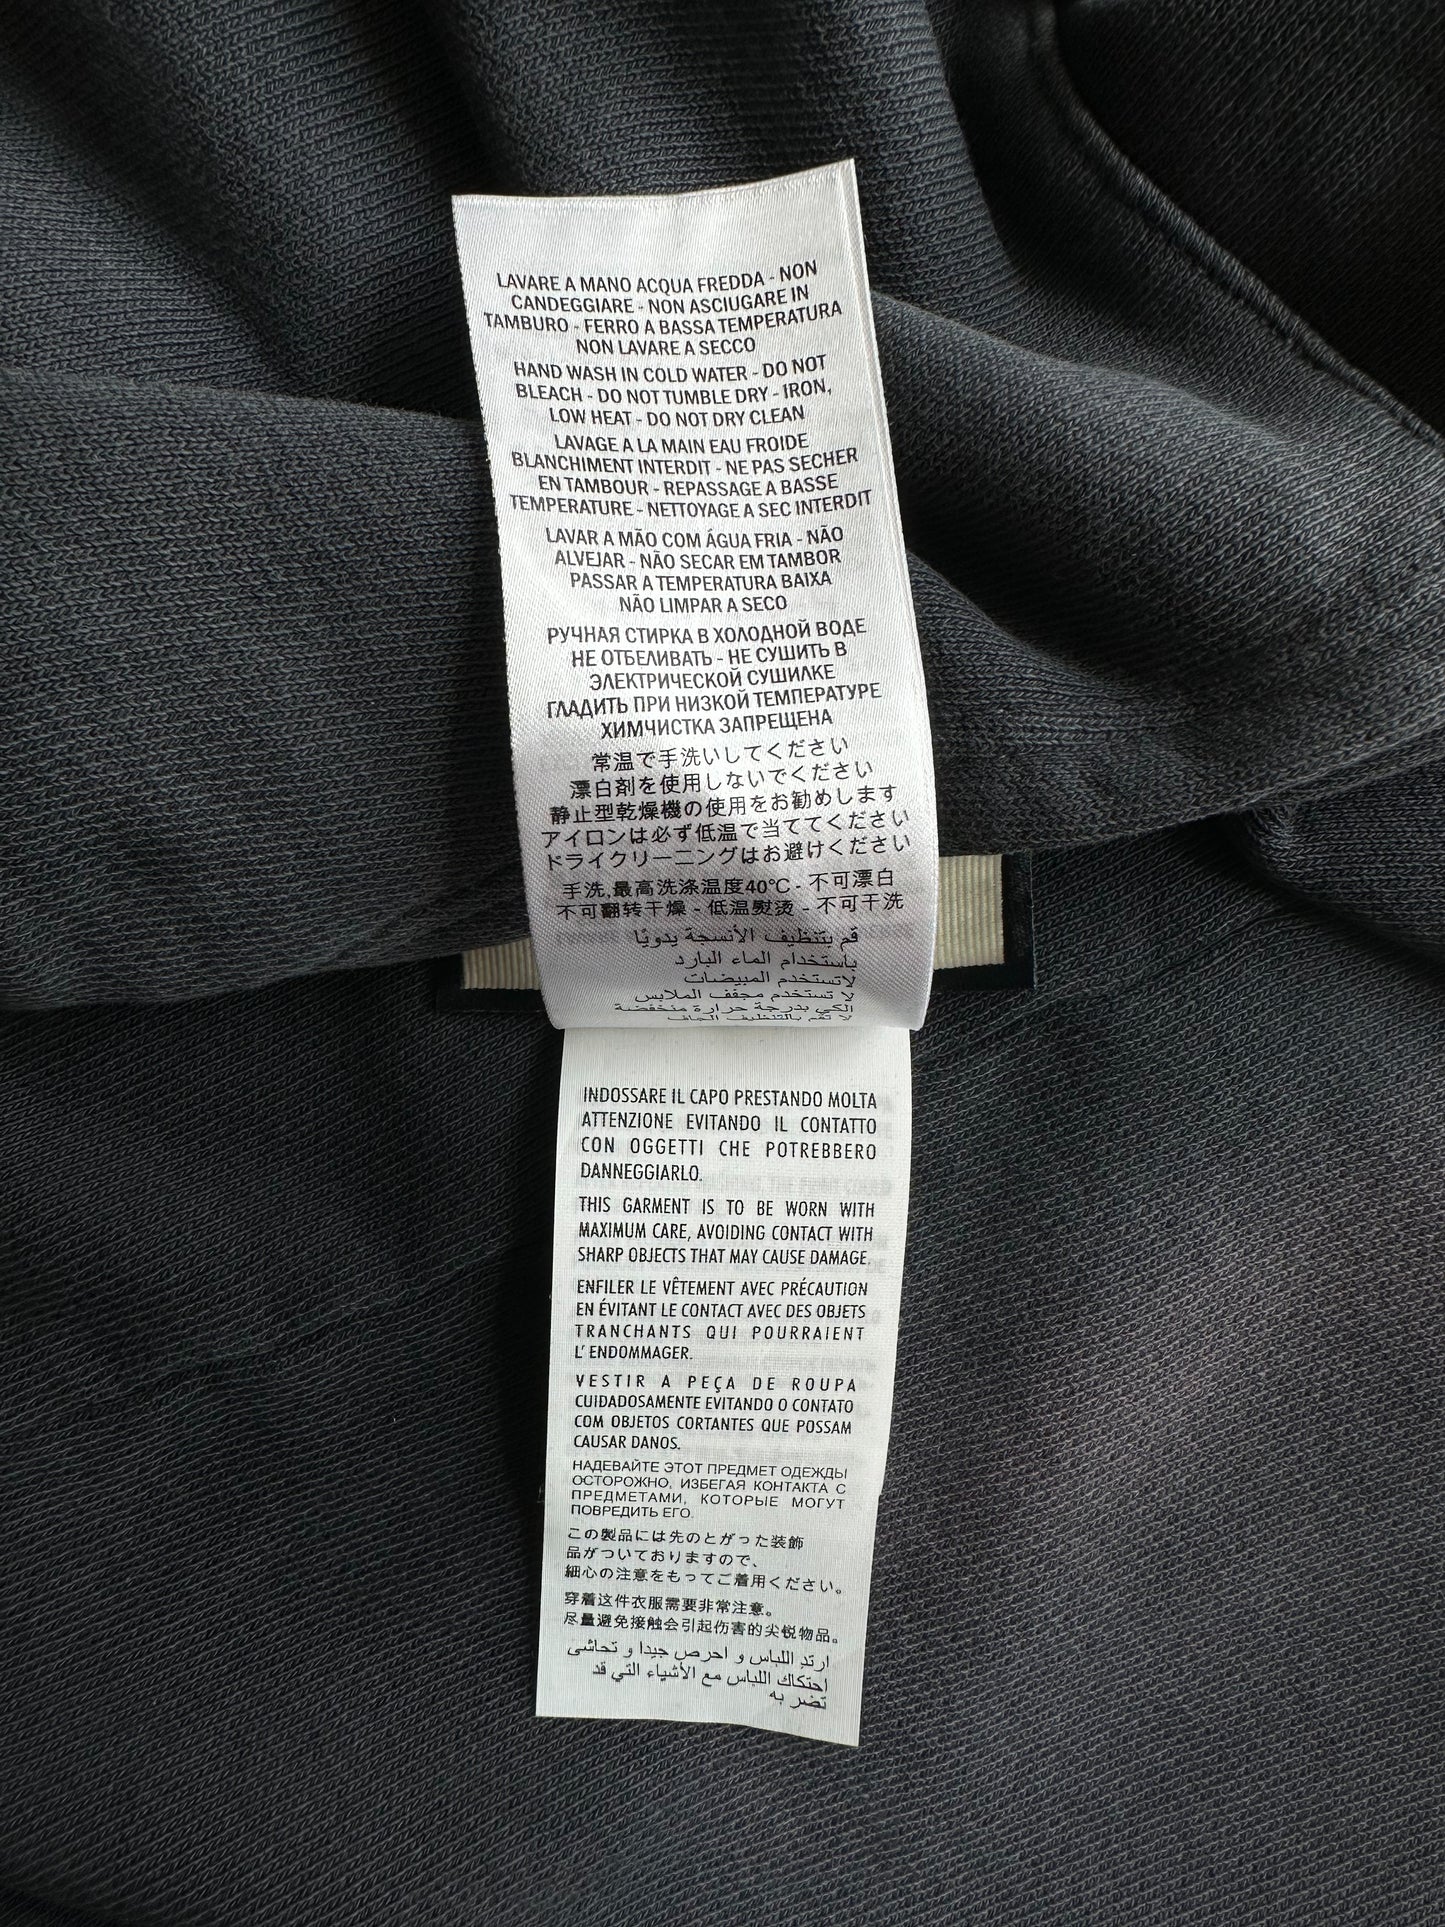 LAVARE A MANO ACQUA FREDDA - NON
CANDEGGIARE - NON ASCIUGARE IN
TAMBURO - FERRO A BASSA TEMPERATURA
NON LAVARE A SECCO
HAND WASH IN COLD WATER - DO NOT
BLEACH - DO NOT TUMBLE DRY - IRON,
LOW HEAT - DO NOT DRY CLEAN
LAVAGE A LA MAIN EAU FROIDE
BLANCHIMENT INTERDIT - NE PAS SECHER
EN TAMBOUR - REPASSAGE A BASSE
TEMPERATURE - NETTOYAGE A SEC INTERDIT
LAVAR A MÃO COM ÁGUA FRIA - NÃO
ALVEJAR - NÃO SECAR EM TAMBOR
PASSAR A TEMPERATURA BAIXA
NÃO LIMPAR A SECO
РУЧНАЯ СТИРКА В ХОЛОДНОЙ ВОДЕ
НЕ ОТБЕЛИВАТЬ - НЕ СУШИТЬ В
ЭЛЕКТРИЧЕСКОЙ СУШИЛКЕ
ГЛАДИТЬ ПРИ НИЗКОЙ ТЕМПЕРАТУРЕ
ХИМЧИСТКА ЗАПРЕЩЕНА
常温で手洗いしてください
漂白剤を使用しないでください
静止型乾燥機の使用をお勧めします
アイロンは必ず低温で当ててください
ドライクリーニングはお避けください
手洗,最高洗涤温度40℃ - 不可漂白
不可翻转干燥 - 低温熨烫 - 不可干洗
قم بتنظيف الأنسجة يدويًا
باستخدام الماء البارد
لاتستخدم المبيضات
لا تستخدم مجفف الملابس
الكي بدرجة حرارة منخفضة
لا تقم بالتنظيف الجاف
INDOSSARE IL CAPO PRESTANDO MOLTA
ATTENZIONE EVITANDO IL CONTATTO
CON OGGETTI CHE POTREBBERO
DANNEGGIARLO.
THIS GARMENT IS TO BE WORN WITH
MAXIMUM CARE, AVOIDING CONTACT WITH
SHARP OBJECTS THAT MAY CAUSE DAMAGE.
ENFILER LE VÊTEMENT AVEC PRÉCAUTION
EN ÉVITANT LE CONTACT AVEC DES OBJETS
TRANCHANTS QUI POURRAIENT
L' ENDOMMAGER.
VESTIR A PEÇA DE ROUPA
CUIDADOSAMENTE EVITANDO O CONTATO
COM OBJETOS CORTANTES QUE POSSAM
CAUSAR DANOS.
НАДЕВАЙТЕ ЭТОТ ПРЕДМЕТ ОДЕЖДЫ
ОСТОРОЖНО, ИЗБЕГАЯ КОНТАКТА С
ПРЕДМЕТАМИ, КОТОРЫЕ МОГУТ
ПОВРЕДИТЬ ЕГО.
この製品には先のとがった装飾
品がついておりますので、
細心の注意をもってご着用ください。
穿着这件衣服需要非常注意。
尽量避免接触会引起伤害的尖锐物品。
ارتدِ اللباس و احرص جيدا و تحاشى
احتكاك اللباس مع الأشياء التي قد
تضر به